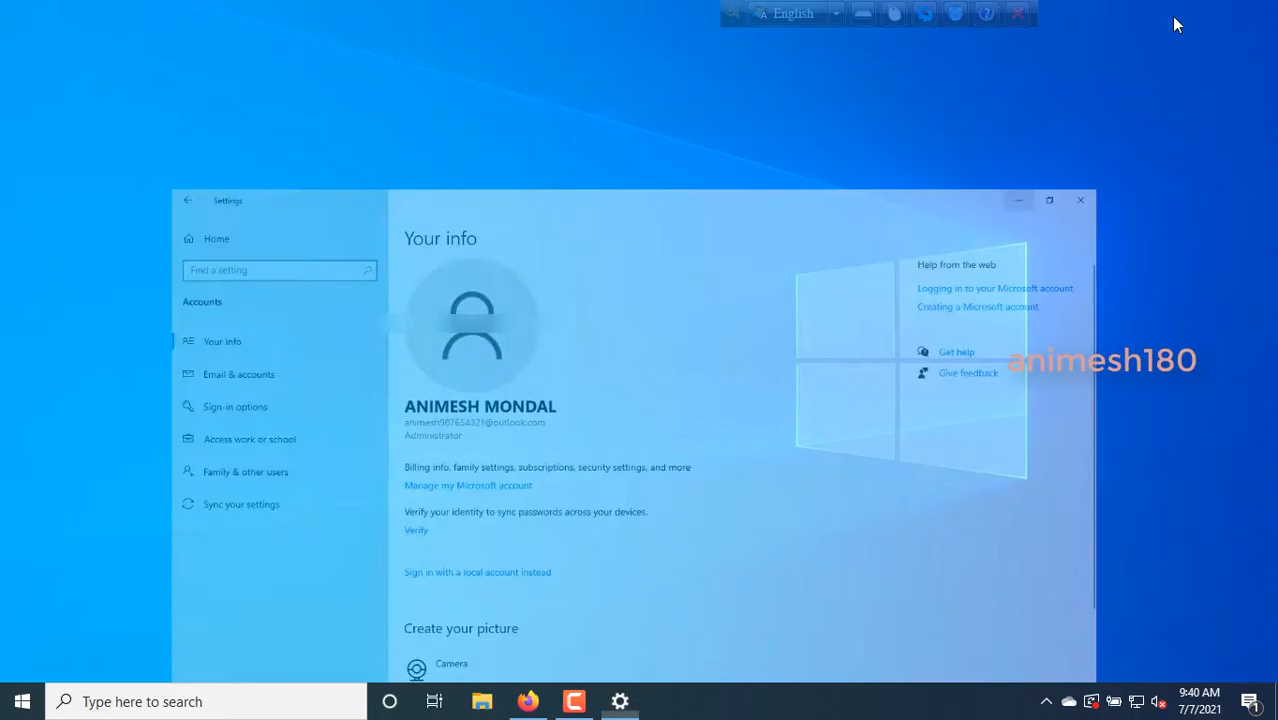 English
Settings
Home
Find a setting
Accounts
Your info
Email & accounts
Sign-in options
Access work or school
Family & other users
Sync your settings
Your info
ANIMESH MONDAL
animesh987654321@outlook.com
Administrator
Billing info, family settings, subscriptions, security settings, and more
Manage my Microsoft account
Verify your identity to sync passwords across your devices.
Verify
Sign in with a local account instead
Create your picture
Camera
Help from the web
Logging in to your Microsoft account
Creating a Microsoft account
Get help
Give feedback
animesh180
Type here to search
9:40 AM
7/7/2021
1